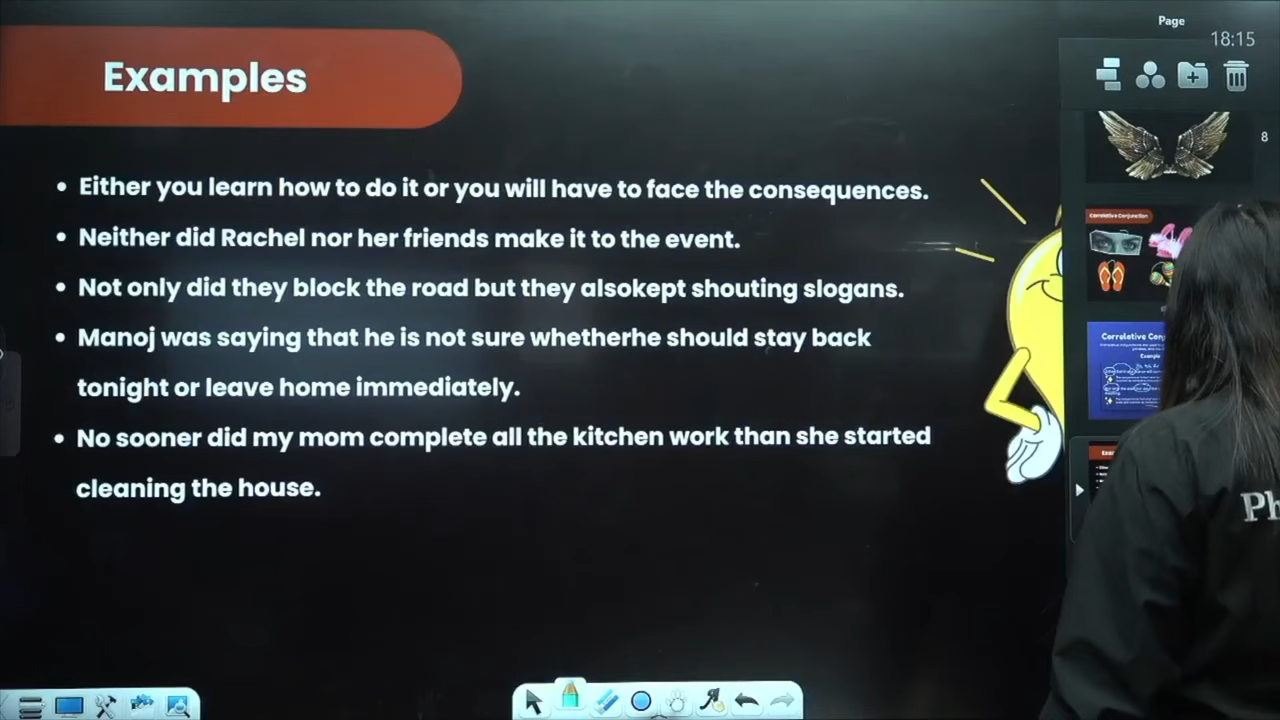 Page
18:15
Examples
8
• Either you learn how to do it or you will have to face the consequences.
• Neither did Rachel nor her friends make it to the event.
• Not only did they block the road but they alsokept shouting slogans.
• Manoj was saying that he is not sure whetherhe should stay back
tonight or leave home immediately.
• No sooner did my mom complete all the kitchen work than she started
cleaning the house.
Correlative Conjunction
Ph